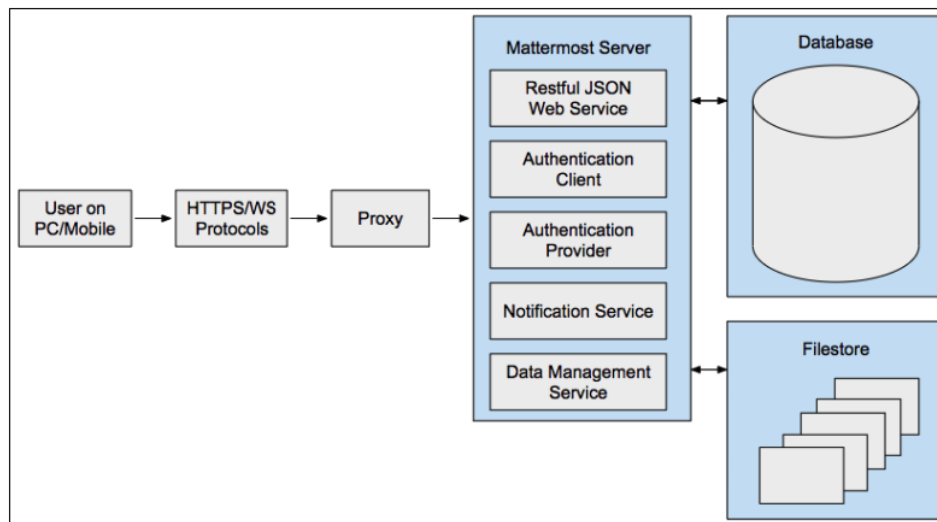 User on
PC/Mobile
HTTPS/WS
Protocols
Proxy
Mattermost Server
Restful JSON
Web Service
Authentication
Client
Authentication
Provider
Notification Service
Data Management
Service
Database
Filestore